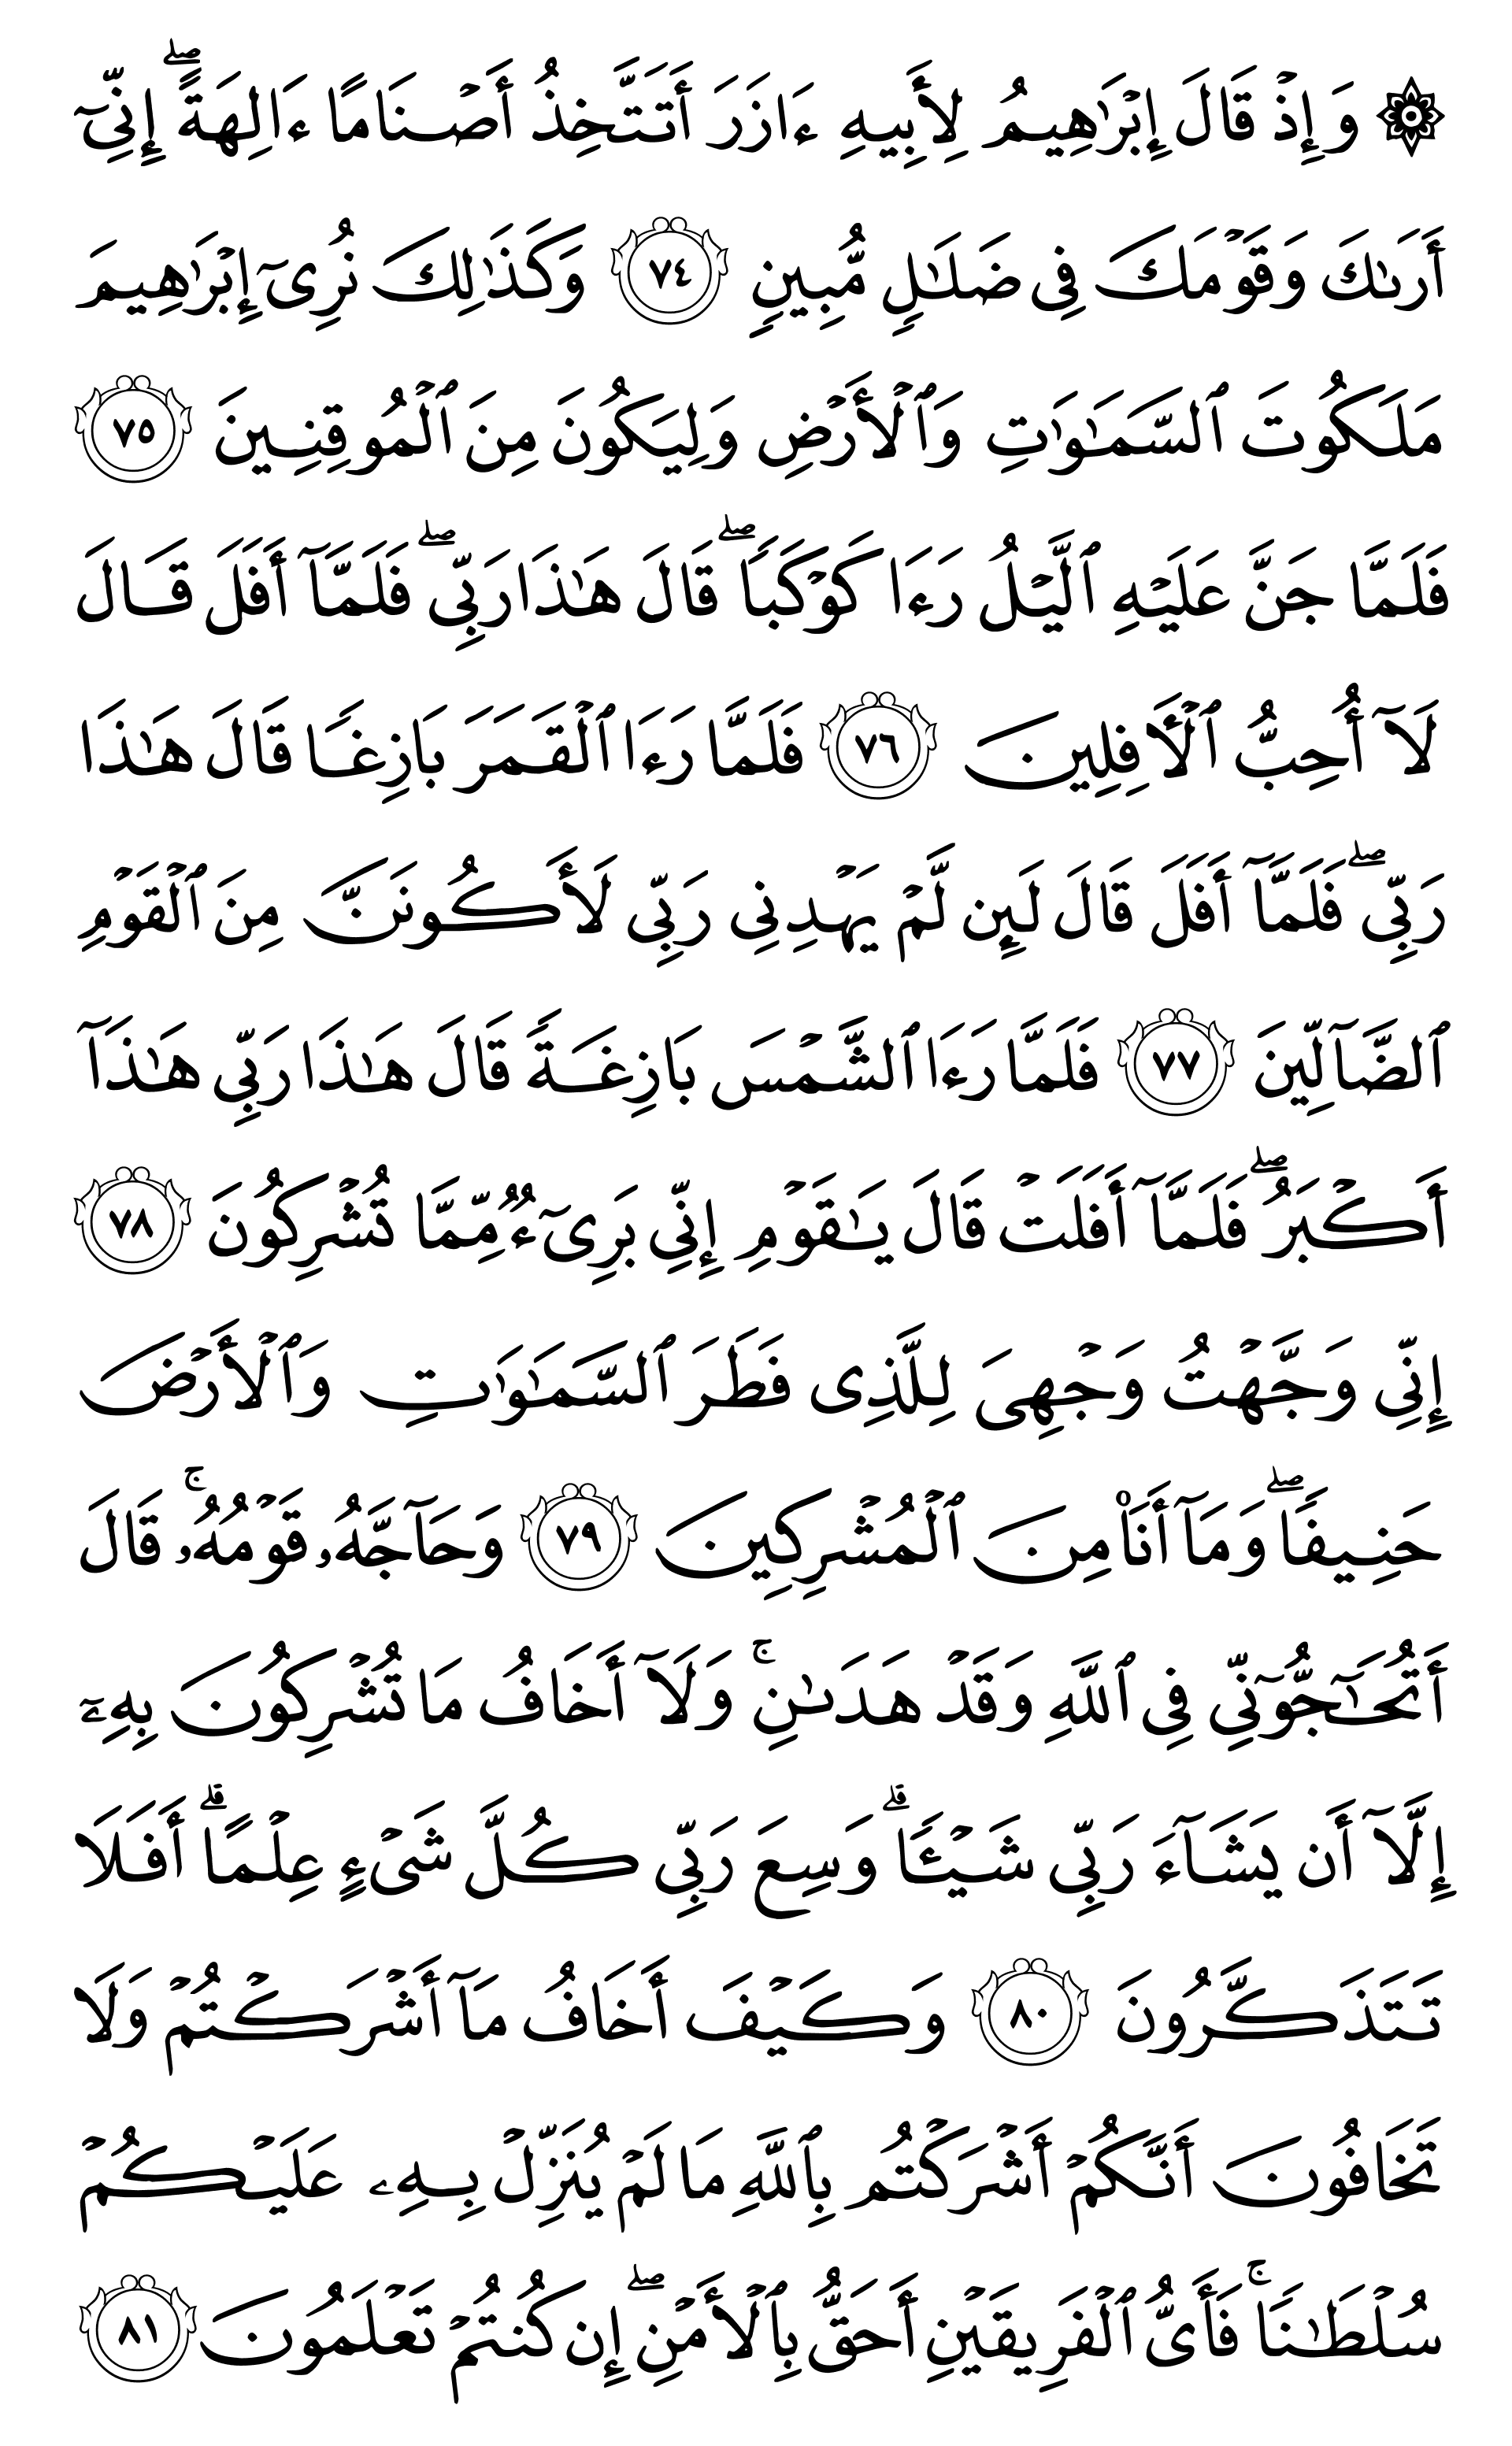 ۞ وَإِذۡ قَالَ إِبۡرَٰهِيمُ لِأَبِيهِ ءَازَرَ أَتَتَّخِذُ أَصۡنَامًا ءَالِهَةً إِنِّيٓ
أَرَىٰكَ وَقَوۡمَكَ فِي ضَلَٰلٖ مُّبِينٖ ٧٤ وَكَذَٰلِكَ نُرِيٓ إِبۡرَٰهِيمَ
مَلَكُوتَ ٱلسَّمَٰوَٰتِ وَٱلۡأَرۡضِ وَلِيَكُونَ مِنَ ٱلۡمُوقِنِينَ ٧٥
فَلَمَّا جَنَّ عَلَيۡهِ ٱلَّيۡلُ رَءَا كَوۡكَبٗاۖ قَالَ هَٰذَا رَبِّيۖ فَلَمَّآ أَفَلَ قَالَ
لَآ أُحِبُّ ٱلۡأٓفِلِينَ ٧٦ فَلَمَّا رَءَا ٱلۡقَمَرَ بَازِغٗا قَالَ هَٰذَا
رَبِّيۖ فَلَمَّآ أَفَلَ قَالَ لَئِن لَّمۡ يَهۡدِنِي رَبِّي لَأَكُونَنَّ مِنَ ٱلۡقَوۡمِ
ٱلضَّآلِّينَ ٧٧ فَلَمَّا رَءَا ٱلشَّمۡسَ بَازِغَةٗ قَالَ هَٰذَا رَبِّي هَٰذَآ
أَكۡبَرُۖ فَلَمَّآ أَفَلَتۡ قَالَ يَٰقَوۡمِ إِنِّي بَرِيٓءٞ مِّمَّا تُشۡرِكُونَ ٧٨
إِنِّي وَجَّهۡتُ وَجۡهِيَ لِلَّذِي فَطَرَ ٱلسَّمَٰوَٰتِ وَٱلۡأَرۡضَ
حَنِيفٗاۖ وَمَآ أَنَا۠ مِنَ ٱلۡمُشۡرِكِينَ ٧٩ وَحَآجَّهُۥ قَوۡمُهُۥۚ قَالَ
أَتُحَٰٓجُّوٓنِّي فِي ٱللَّهِ وَقَدۡ هَدَىٰنِۚ وَلَآ أَخَافُ مَا تُشۡرِكُونَ بِهِۦٓ
إِلَّآ أَن يَشَآءَ رَبِّي شَيۡـٔٗاۗ وَسِعَ رَبِّي كُلَّ شَيۡءٍ عِلۡمًاۗ أَفَلَا
تَتَذَكَّرُونَ ٨٠ وَكَيۡفَ أَخَافُ مَآ أَشۡرَكۡتُمۡ وَلَا
تَخَافُونَ أَنَّكُمۡ أَشۡرَكۡتُم بِٱللَّهِ مَا لَمۡ يُنَزِّلۡ بِهِۦ عَلَيۡكُمۡ
سُلۡطَٰنٗاۚ فَأَيُّ ٱلۡفَرِيقَيۡنِ أَحَقُّ بِٱلۡأَمۡنِۖ إِن كُنتُمۡ تَعۡلَمُونَ ٨١